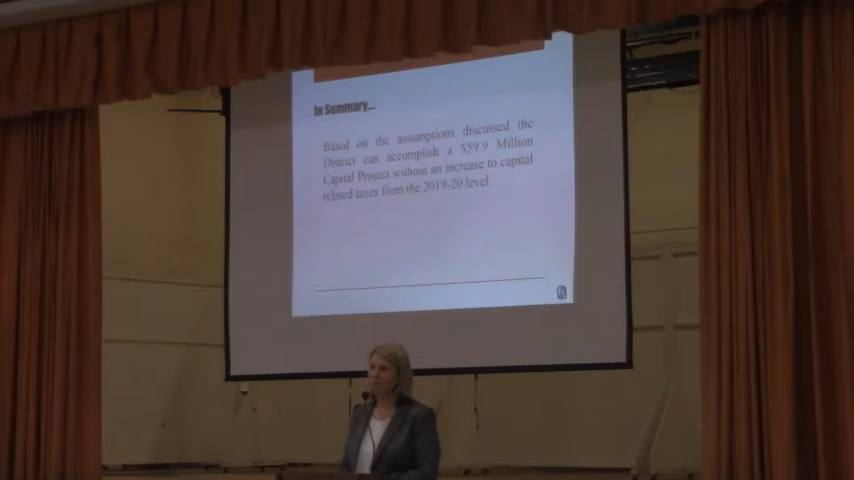 In Summary...
Based on the assumptions discussed the
District can accomplish a $59.9 Million
Capital Project without an increase to capital
related taxes from the 2019-20 level.